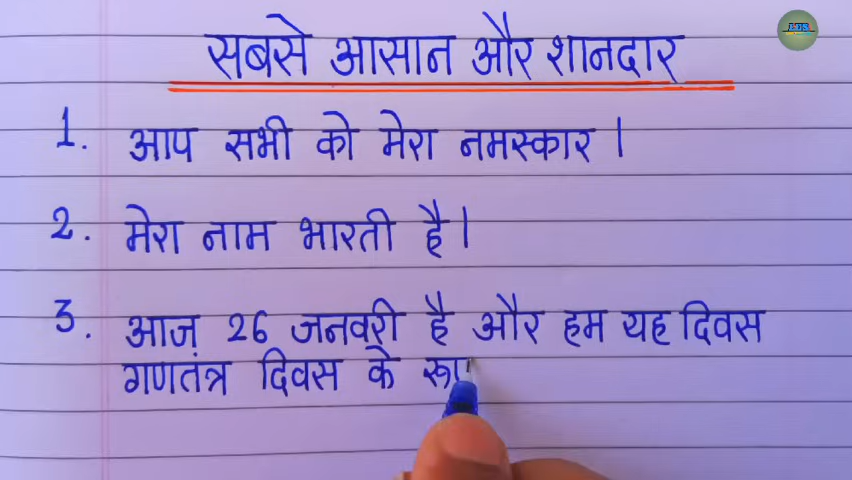 सबसे आसान और शानदार
1. आप सभी को मेरा नमस्कार ।
2. मेरा नाम भारती है।
3. आज 26 जनवरी है और हम यह दिवस
गणतंत्र दिवस के